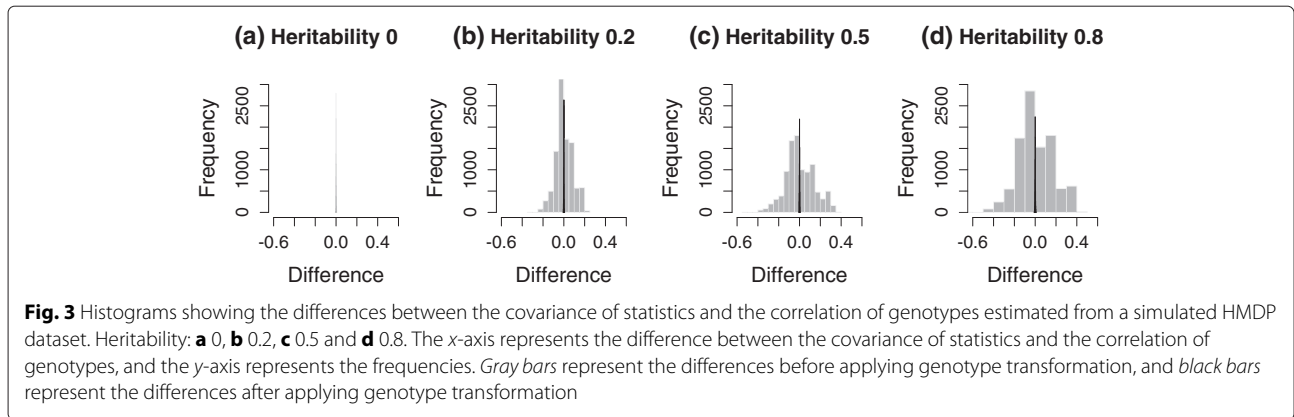 (a) Heritability 0
(b) Heritability 0.2
(c) Heritability 0.5
(d) Heritability 0.8
Frequency
0 1000 2500
-0.6 0.0 0.4
Difference
Frequency
0 1000 2500
-0.6 0.0 0.4
Difference
Frequency
0 1000 2500
-0.6 0.0 0.4
Difference
Frequency
0 1000 2500
-0.6 0.0 0.4
Difference
Fig. 3 Histograms showing the differences between the covariance of statistics and the correlation of genotypes estimated from a simulated HMDP
dataset. Heritability: a 0, b 0.2, c 0.5 and d 0.8. The x-axis represents the difference between the covariance of statistics and the correlation of
genotypes, and the y-axis represents the frequencies. Gray bars represent the differences before applying genotype transformation, and black bars
represent the differences after applying genotype transformation